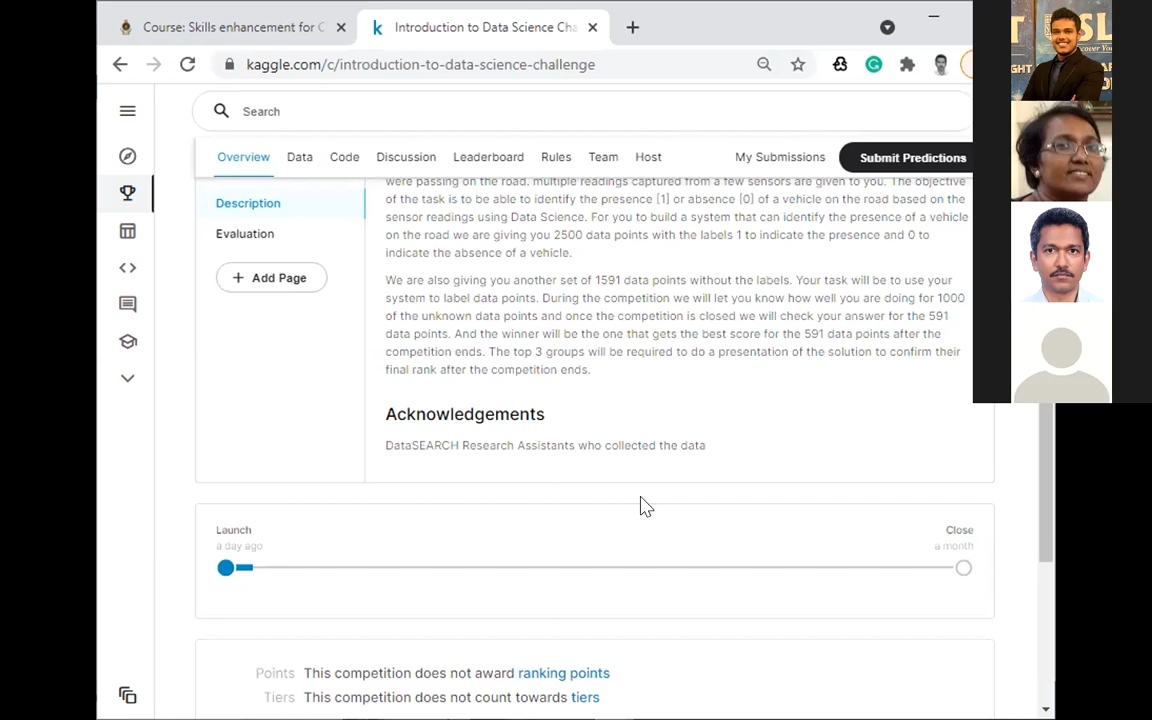 Course: Skills enhancement for C
Introduction to Data Science Cha
kaggle.com/c/introduction-to-data-science-challenge
Search
Overview Data Code Discussion Leaderboard Rules Team Host My Submissions Submit Predictions
Description
Evaluation
+ Add Page
were passing on the road, multiple readings captured from a few sensors are given to you. The objective
of the task is to be able to identify the presence [1] or absence [0] of a vehicle on the road based on the
sensor readings using Data Science. For you to build a system that can identify the presence of a vehicle
on the road we are giving you 2500 data points with the labels 1 to indicate the presence and 0 to
indicate the absence of a vehicle.
We are also giving you another set of 1591 data points without the labels. Your task will be to use your
system to label data points. During the competition we will let you know how well you are doing for 1000
of the unknown data points and once the competition is closed we will check your answer for the 591
data points. And the winner will be the one that gets the best score for the 591 data points after the
competition ends. The top 3 groups will be required to do a presentation of the solution to confirm their
final rank after the competition ends.
Acknowledgements
DataSEARCH Research Assistants who collected the data
Launch
a day ago
Close
a month
Points This competition does not award ranking points
Tiers This competition does not count towards tiers